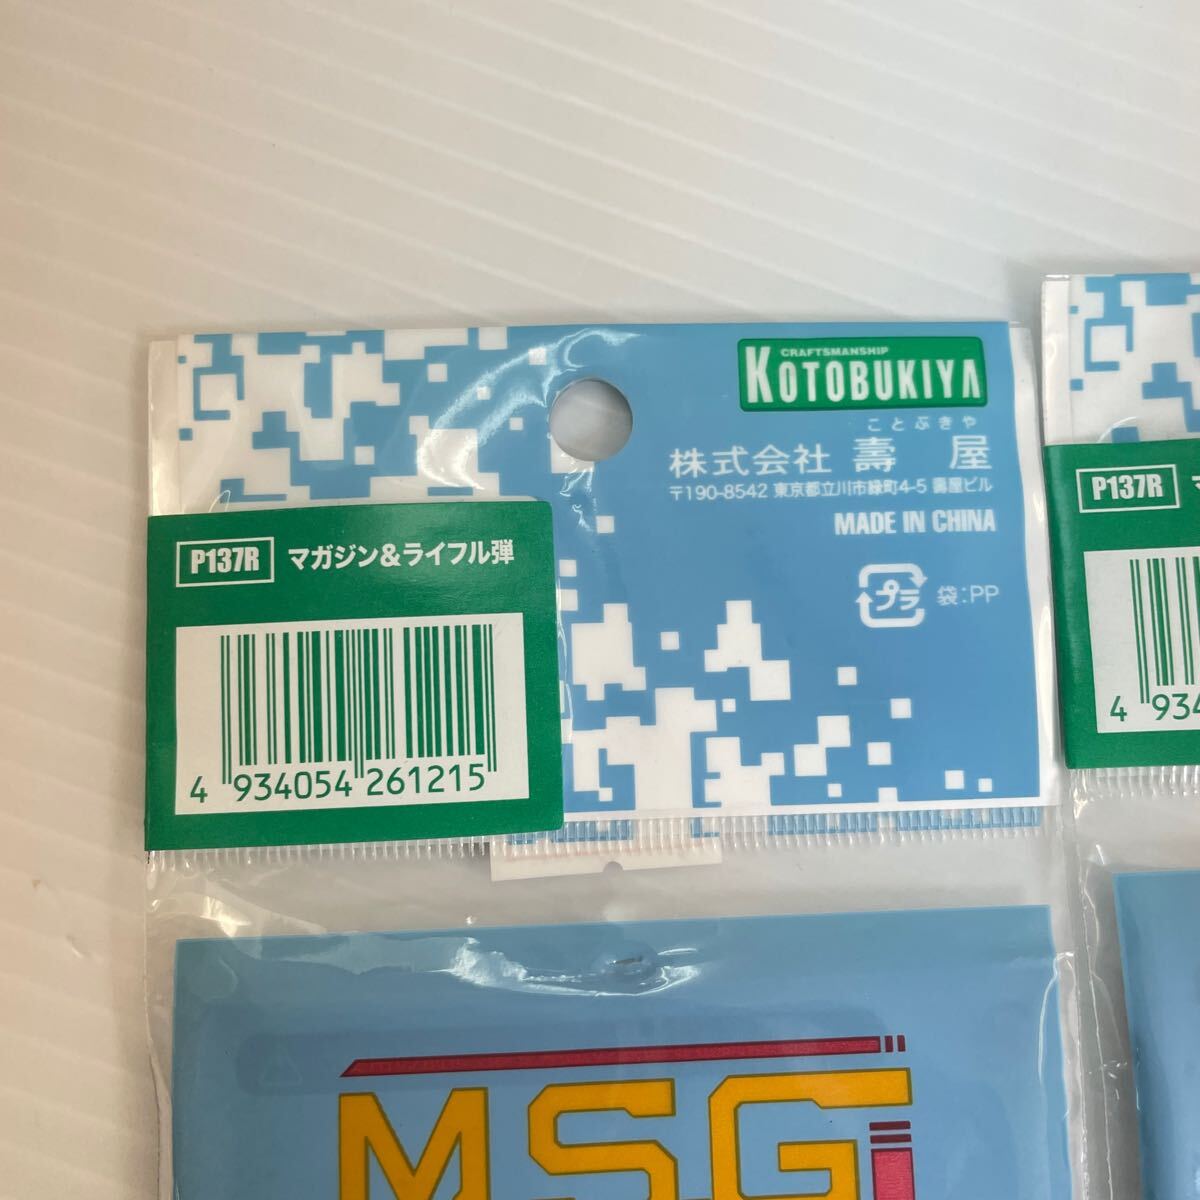 CRAFTSMANSHIP
KOTOBUKIYA
ことぶきや
株式会社 壽屋
〒190-8542 東京都立川市緑町4-5 壽屋ビル
MADE IN CHINA
プラ 袋:PP
P137R マガジン&ライフル弾
4 934054 261215
P137R マ
4 934
MSG